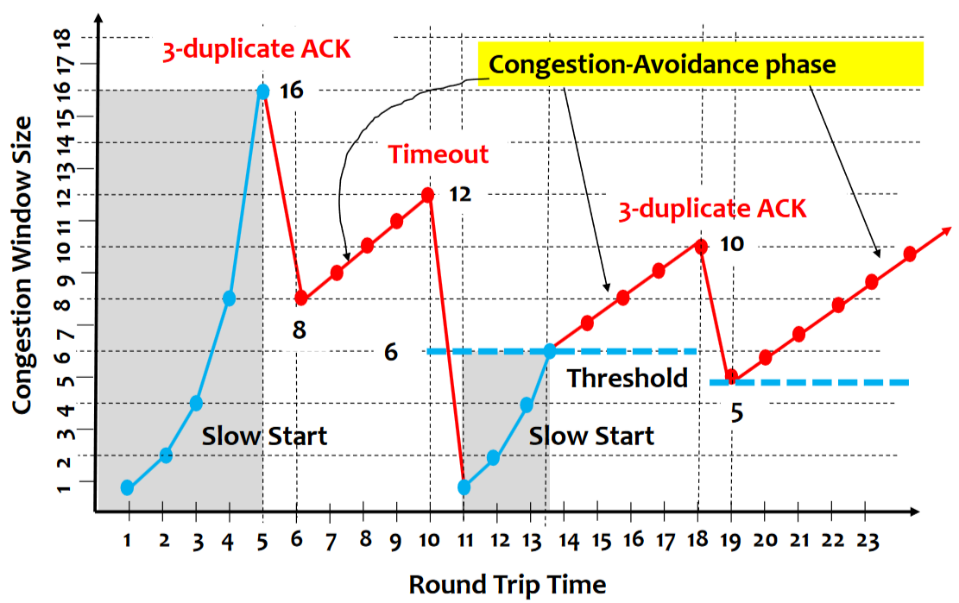 3-duplicate ACK
Congestion-Avoidance phase
16
Timeout
12
3-duplicate ACK
10
8
6
Threshold
5
Slow Start
Slow Start
Congestion Window Size
18
17
16
15
14
13
12
11
10
9
8
7
6
5
4
3
2
1
1 2 3 4 5 6 7 8 9 10 11 12 13 14 15 16 17 18 19 20 21 22 23
Round Trip Time